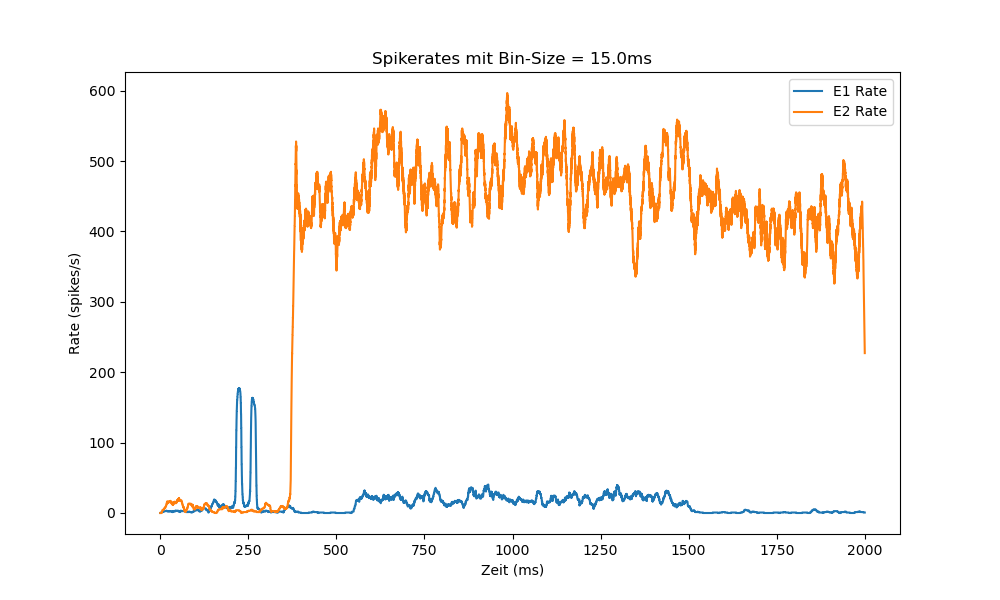 Spikerates mit Bin-Size = 15.0ms
E1 Rate
E2 Rate
600
500
400
300
200
100
0
Rate (spikes/s)
0 250 500 750 1000 1250 1500 1750 2000
Zeit (ms)